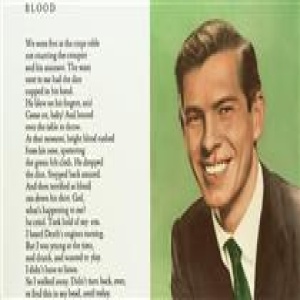 BLOOD
We were five at the craps table
not counting the croupier
and his assistant. The man
next to me had the dice
cupped in his hand.
He blew on his fingers, said
Come on, baby! And leaned
over the table to throw.
At that moment, bright blood rushed
from his nose, spattering
the green felt cloth. He dropped
the dice. Stepped back amazed.
And then terrified as blood
ran down his shirt. God,
what's happening to me?
he cried. Took hold of my arm.
I heard Death's engines turning.
But I was young at the time,
and drunk, and wanted to play.
I didn't have to listen.
So I walked away. Didn't turn back, ever,
or find this in my head, until today.